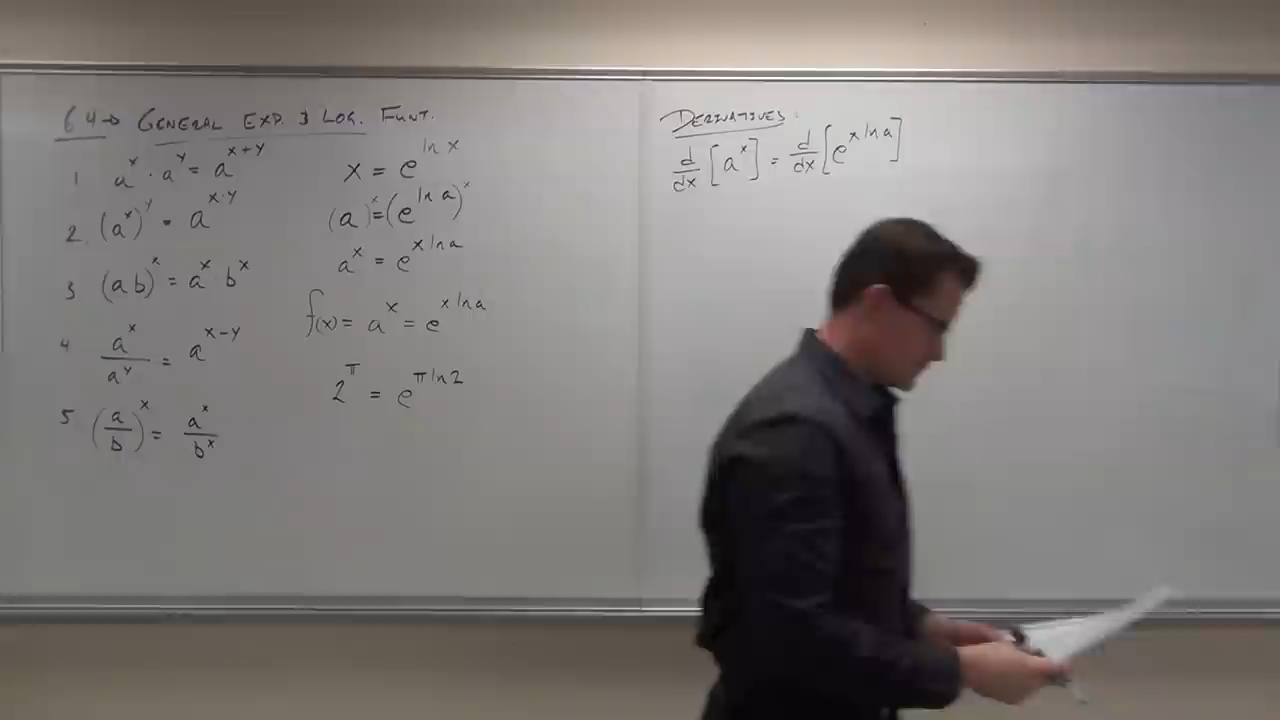 6.4 → GENERAL EXP. & LOG. FUNT.
1 a^x · a^y = a^(x+y)
2. (a^x)^y = a^(x·y)
3 (ab)^x = a^x · b^x
4 a^x / a^y = a^(x-y)
5. (a/b)^x = a^x / b^x
x = e^(ln x)
(a)^x = (e^(ln a))^x
a^x = e^(x ln a)
f(x) = a^x = e^(x ln a)
2^π = e^(π ln 2)
DERIVATIVES:
d/dx [a^x] = d/dx [e^(x ln a)]